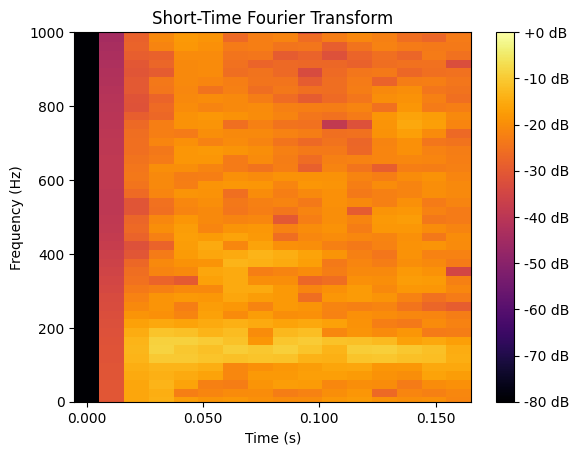 Short-Time Fourier Transform
1000
800
600
400
200
0
Frequency (Hz)
0.000
0.050
0.100
0.150
Time (s)
+0 dB
-10 dB
-20 dB
-30 dB
-40 dB
-50 dB
-60 dB
-70 dB
-80 dB